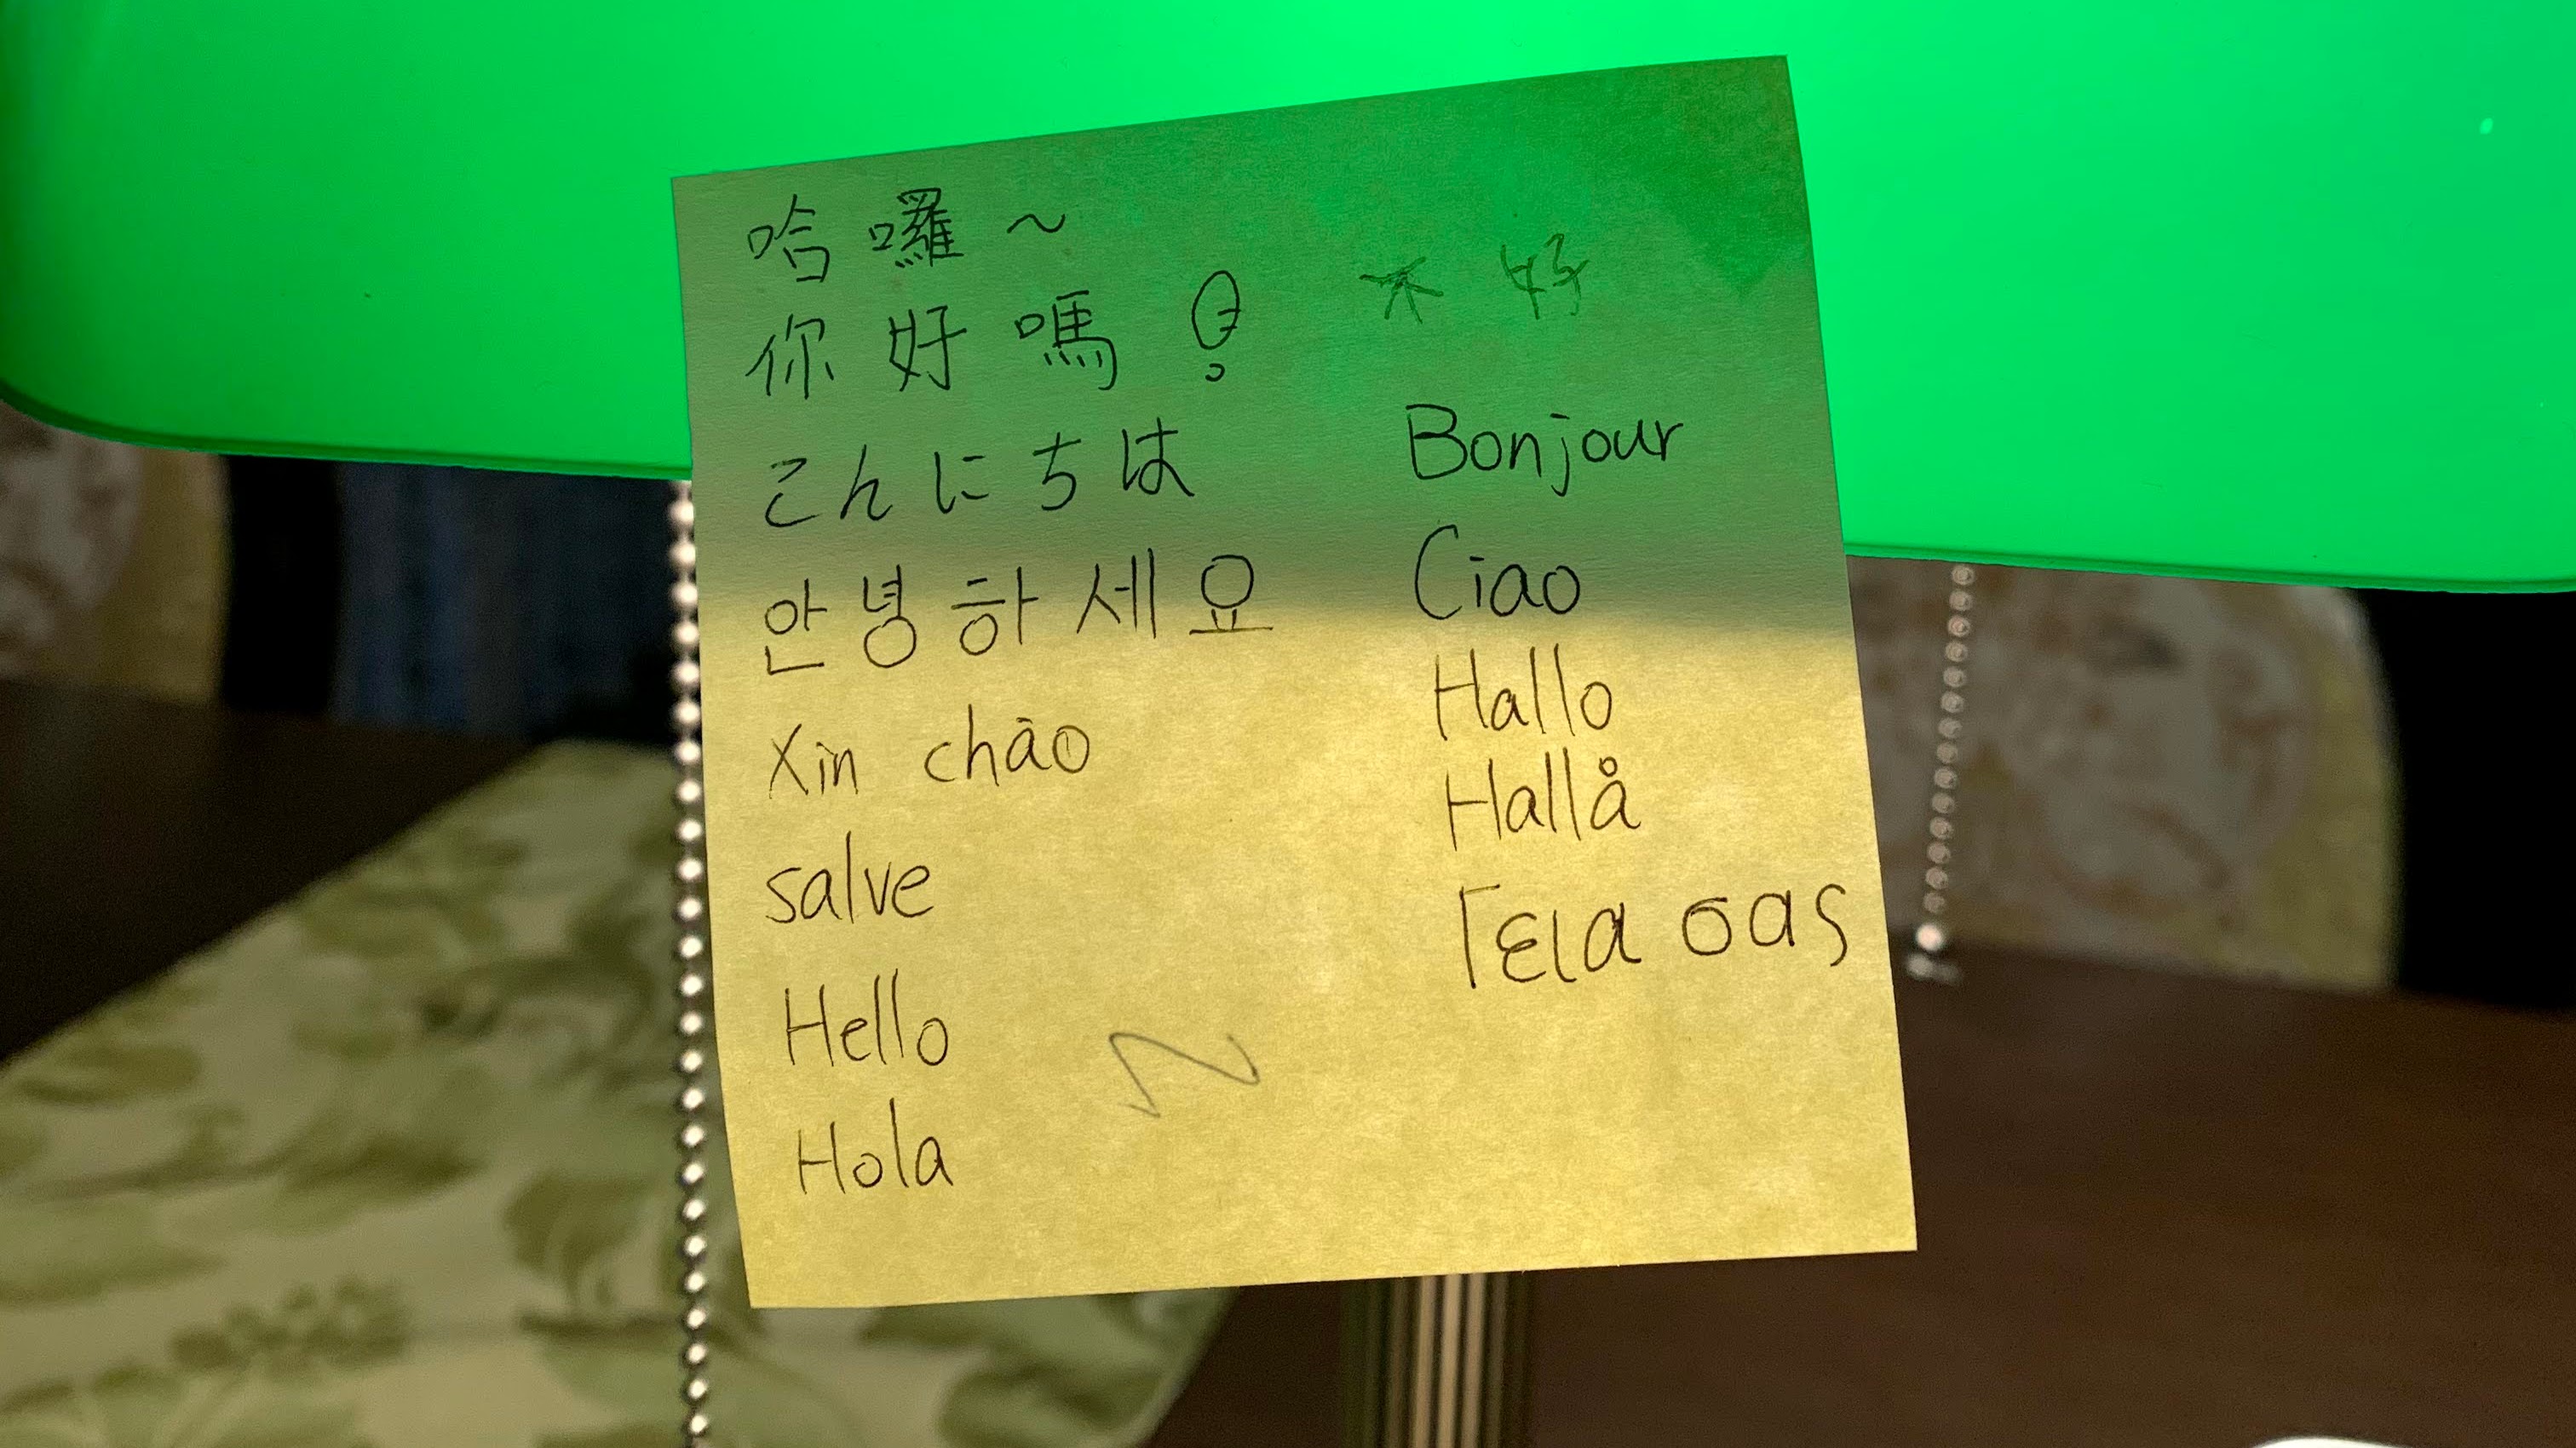 哈囉~
你好嗎?
不好
こんにちは
안녕하세요
Xin chào
salve
Hello
Hola
Bonjour
Ciao
Hallo
Hallå
Γεια σας